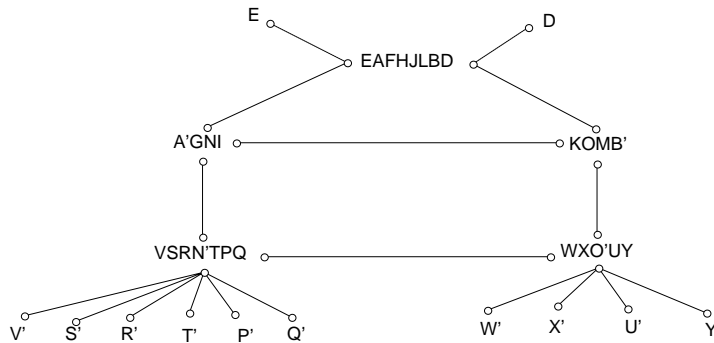 E
D
EAFHJLBD
A'GNI
KOMB'
VSRN'TPQ
WXO'UY
V'
S'
R'
T'
P'
Q'
W'
X'
U'
Y